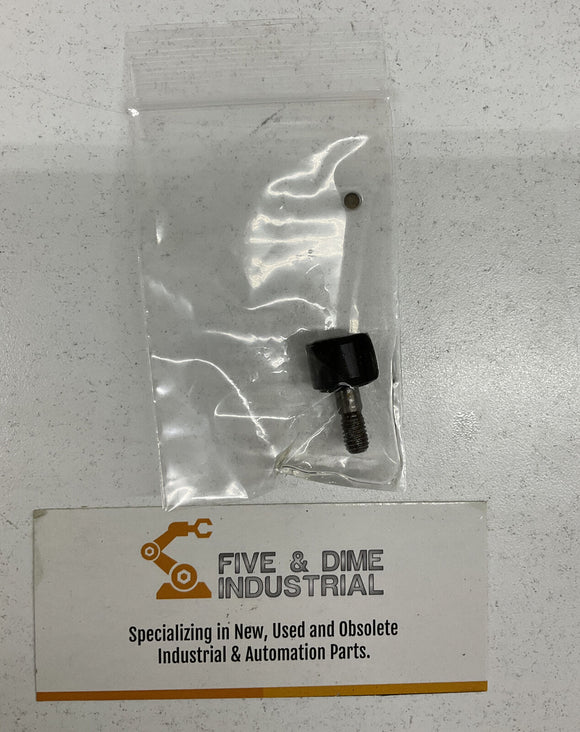 FIVE & DIME
INDUSTRIAL
Specializing in New, Used and Obsolete
Industrial & Automation Parts.